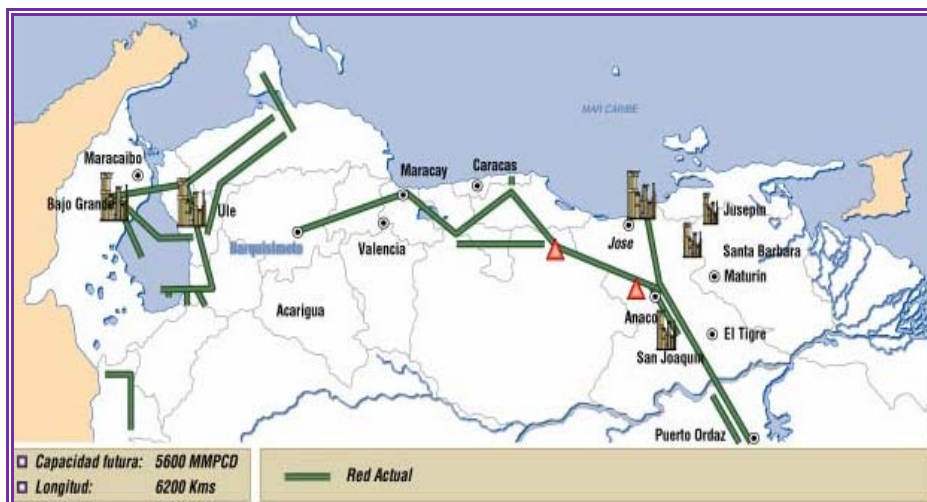 MAR CARIBE
Maracaibo
Caracas
Maracay
Bajo Grande
Ule
Jusepin
Jose
Barquisimeto
Valencia
Santa Barbara
Maturin
Acarigua
Anaco
El Tigre
San Joaquin
Puerto Ordaz
Capacidad futura: 5600 MMPCD
Longitud: 6200 Kms
Red Actual